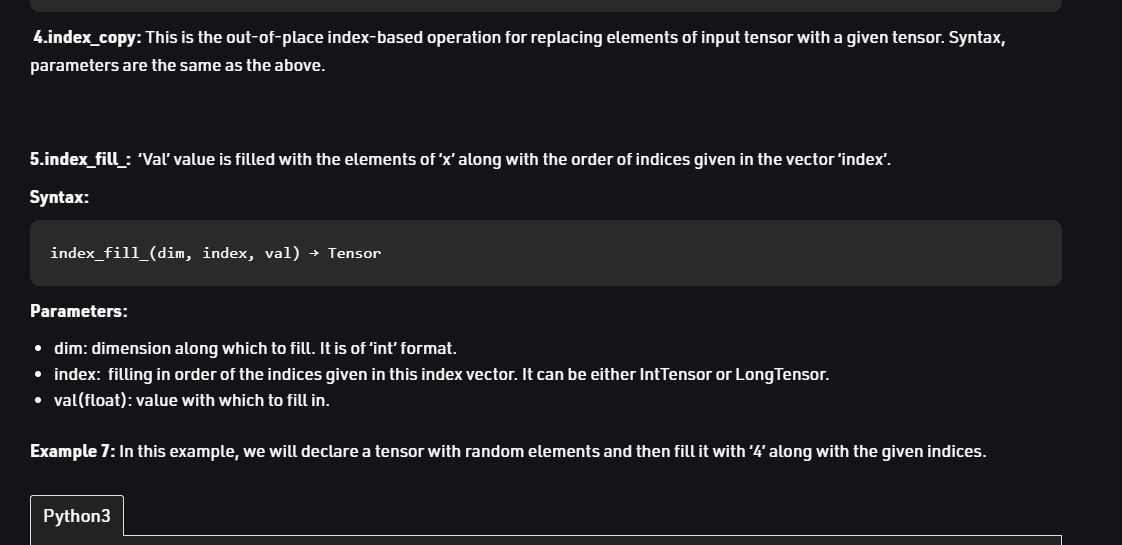 4.index_copy: This is the out-of-place index-based operation for replacing elements of input tensor with a given tensor. Syntax,
parameters are the same as the above.
5.index_fill_: ‘Val’ value is filled with the elements of ‘x’ along with the order of indices given in the vector ‘index’.
Syntax:
index_fill_(dim, index, val) → Tensor
Parameters:
• dim: dimension along which to fill. It is of ‘int’ format.
• index: filling in order of the indices given in this index vector. It can be either IntTensor or LongTensor.
• val(float): value with which to fill in.
Example 7: In this example, we will declare a tensor with random elements and then fill it with ‘4’ along with the given indices.
Python3